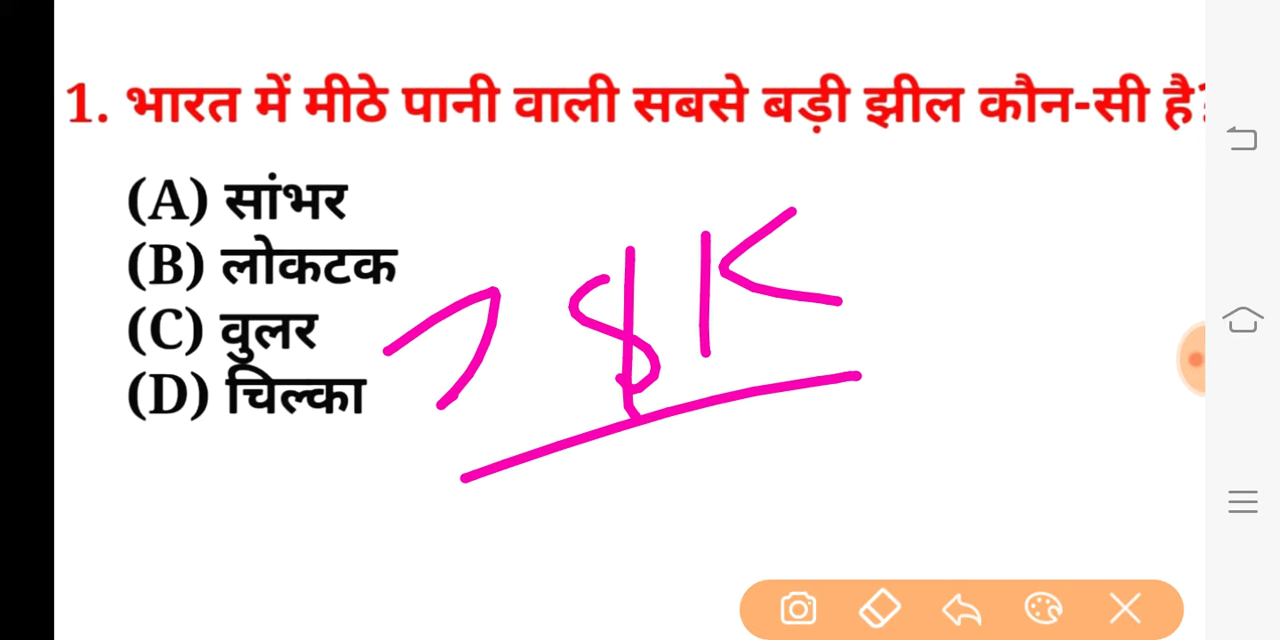 1. भारत में मीठे पानी वाली सबसे बड़ी झील कौन-सी है?
(A) सांभर
(B) लोकटक
(C) वुलर
(D) चिल्का